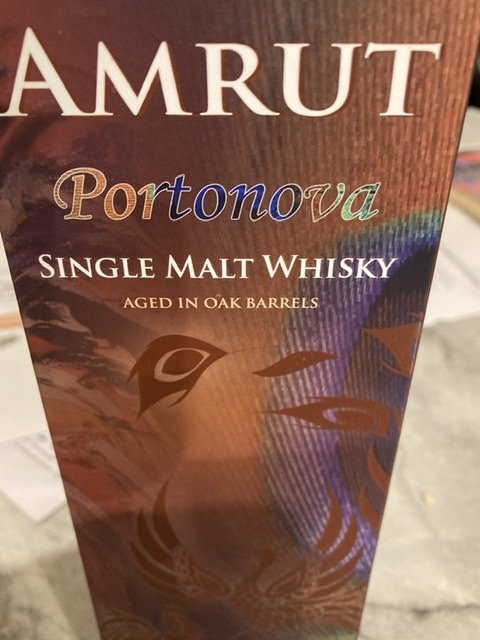 AMRUT
Portonova
SINGLE MALT WHISKY
AGED IN OAK BARRELS